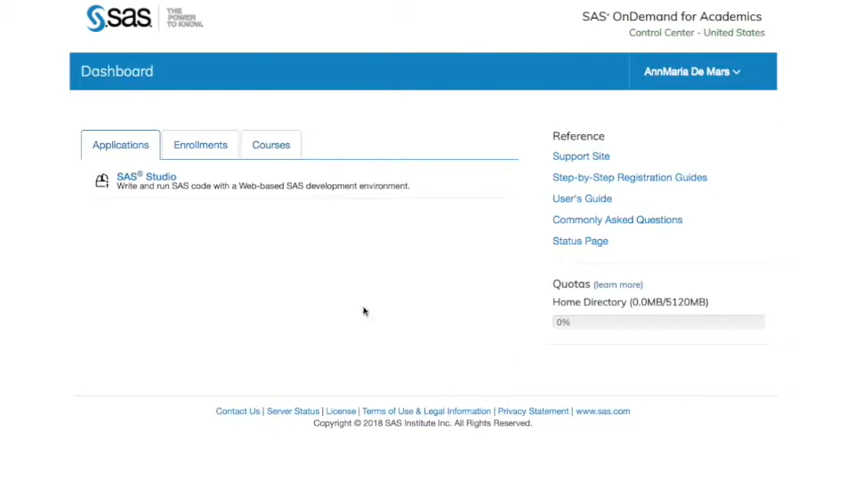 sas. THE POWER TO KNOW.
SAS® OnDemand for Academics
Control Center - United States
Dashboard
AnnMaria De Mars
Applications Enrollments Courses
SAS® Studio
Write and run SAS code with a Web-based SAS development environment.
Reference
Support Site
Step-by-Step Registration Guides
User's Guide
Commonly Asked Questions
Status Page
Quotas (learn more)
Home Directory (0.0MB/5120MB)
0%
Contact Us | Server Status | License | Terms of Use & Legal Information | Privacy Statement | www.sas.com
Copyright © 2018 SAS Institute Inc. All Rights Reserved.